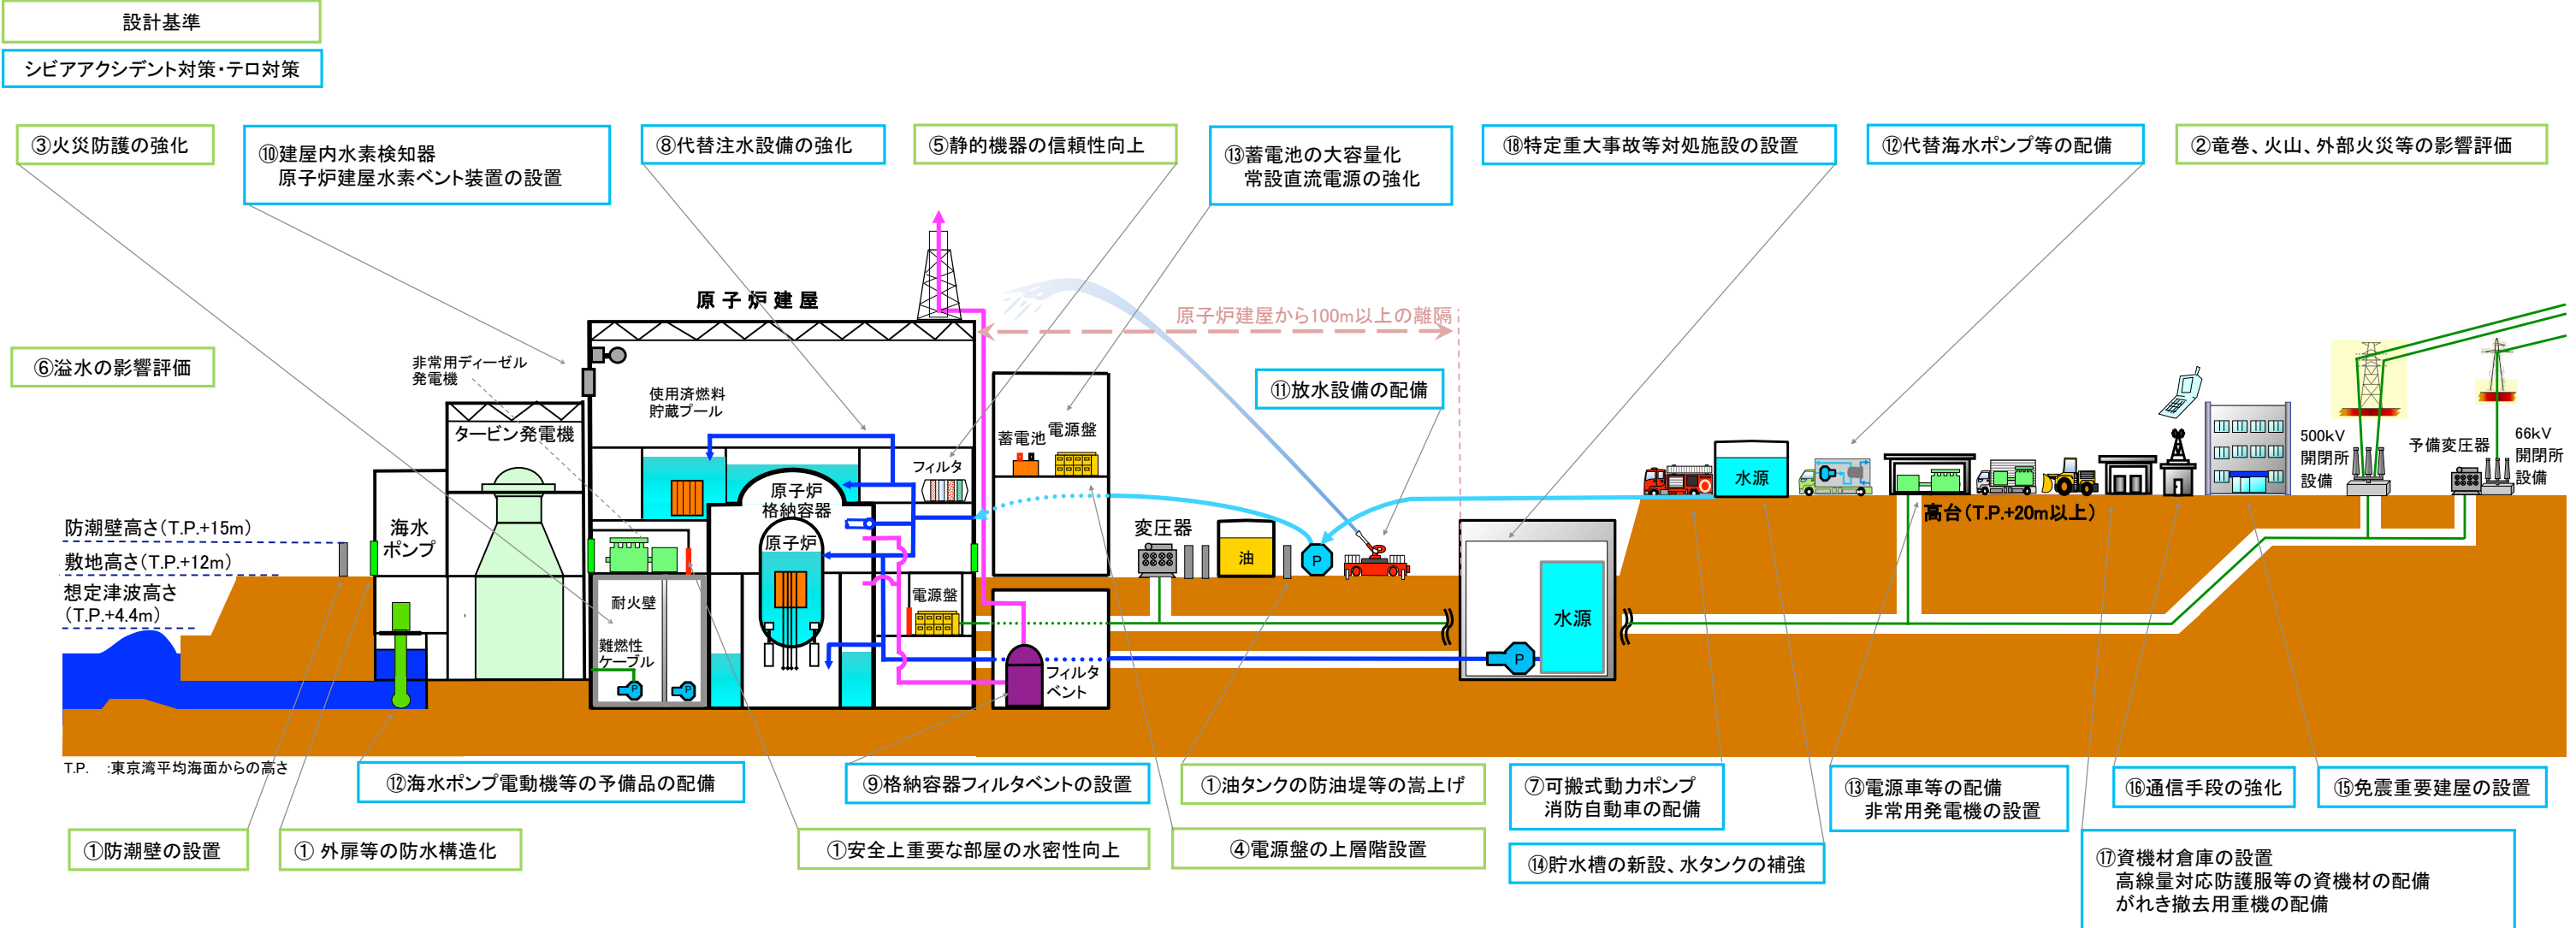 設計基準
シビアアクシデント対策・テロ対策
③火災防護の強化
⑩建屋内水素検知器
原子炉建屋水素ベント装置の設置
⑧代替注水設備の強化
⑤静的機器の信頼性向上
⑬蓄電池の大容量化
常設直流電源の強化
⑱特定重大事故等対処施設の設置
⑫代替海水ポンプ等の配備
②竜巻、火山、外部火災等の影響評価
原子炉建屋
原子炉建屋から100m以上の離隔
⑥溢水の影響評価
非常用ディーゼル
発電機
使用済燃料
貯蔵プール
⑪放水設備の配備
タービン発電機
蓄電池
電源盤
フィルタ
水源
500kV
開閉所
設備
予備変圧器
66kV
開閉所
設備
原子炉
格納容器
原子炉
海水
ポンプ
防潮壁高さ(T.P.+15m)
敷地高さ(T.P.+12m)
想定津波高さ
(T.P.+4.4m)
変圧器
油
P
高台(T.P.+20m以上)
耐火壁
電源盤
水源
難燃性
ケーブル
P
P
P
フィルタ
ベント
T.P. :東京湾平均海面からの高さ
⑫海水ポンプ電動機等の予備品の配備
⑨格納容器フィルタベントの設置
①油タンクの防油堤等の嵩上げ
⑦可搬式動力ポンプ
消防自動車の配備
⑬電源車等の配備
非常用発電機の設置
⑯通信手段の強化
⑮免震重要建屋の設置
①防潮壁の設置
① 外扉等の防水構造化
①安全上重要な部屋の水密性向上
④電源盤の上層階設置
⑭貯水槽の新設、水タンクの補強
⑰資機材倉庫の設置
高線量対応防護服等の資機材の配備
がれき撤去用重機の配備